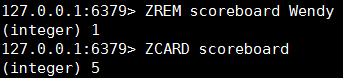 127.0.0.1:6379> ZREM scoreboard Wendy
(integer) 1
127.0.0.1:6379> ZCARD scoreboard
(integer) 5